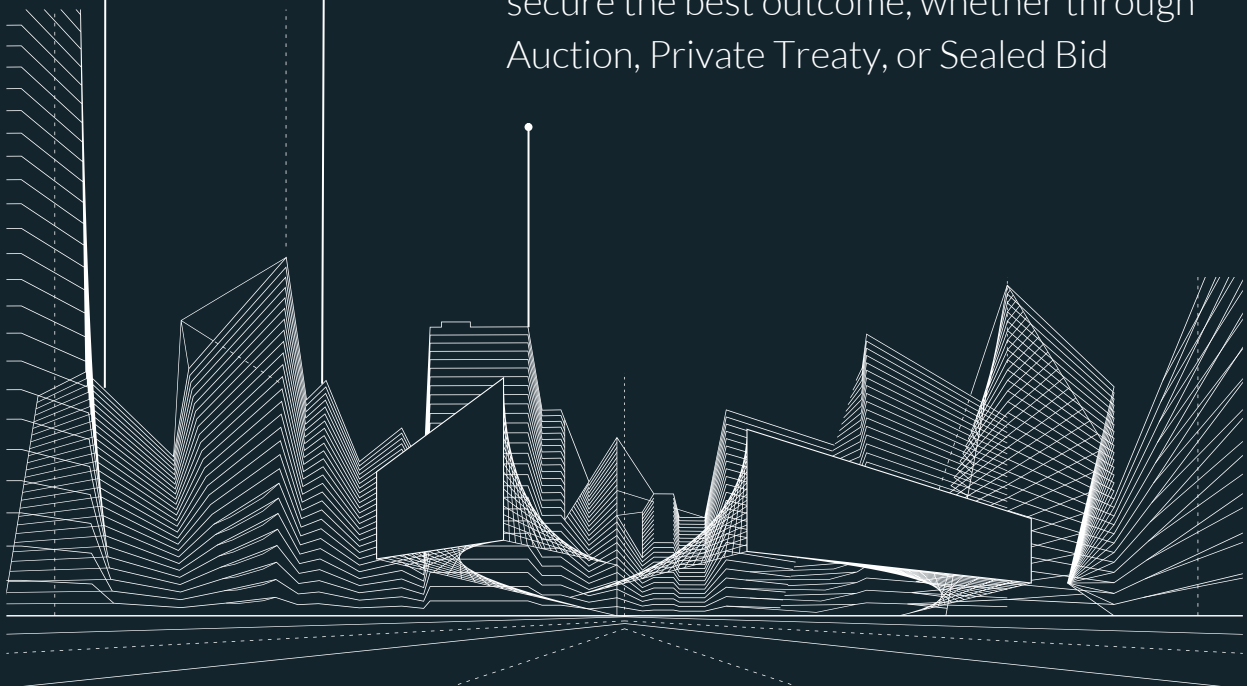 secure the best outcome, whether through
Auction, Private Treaty, or Sealed Bid